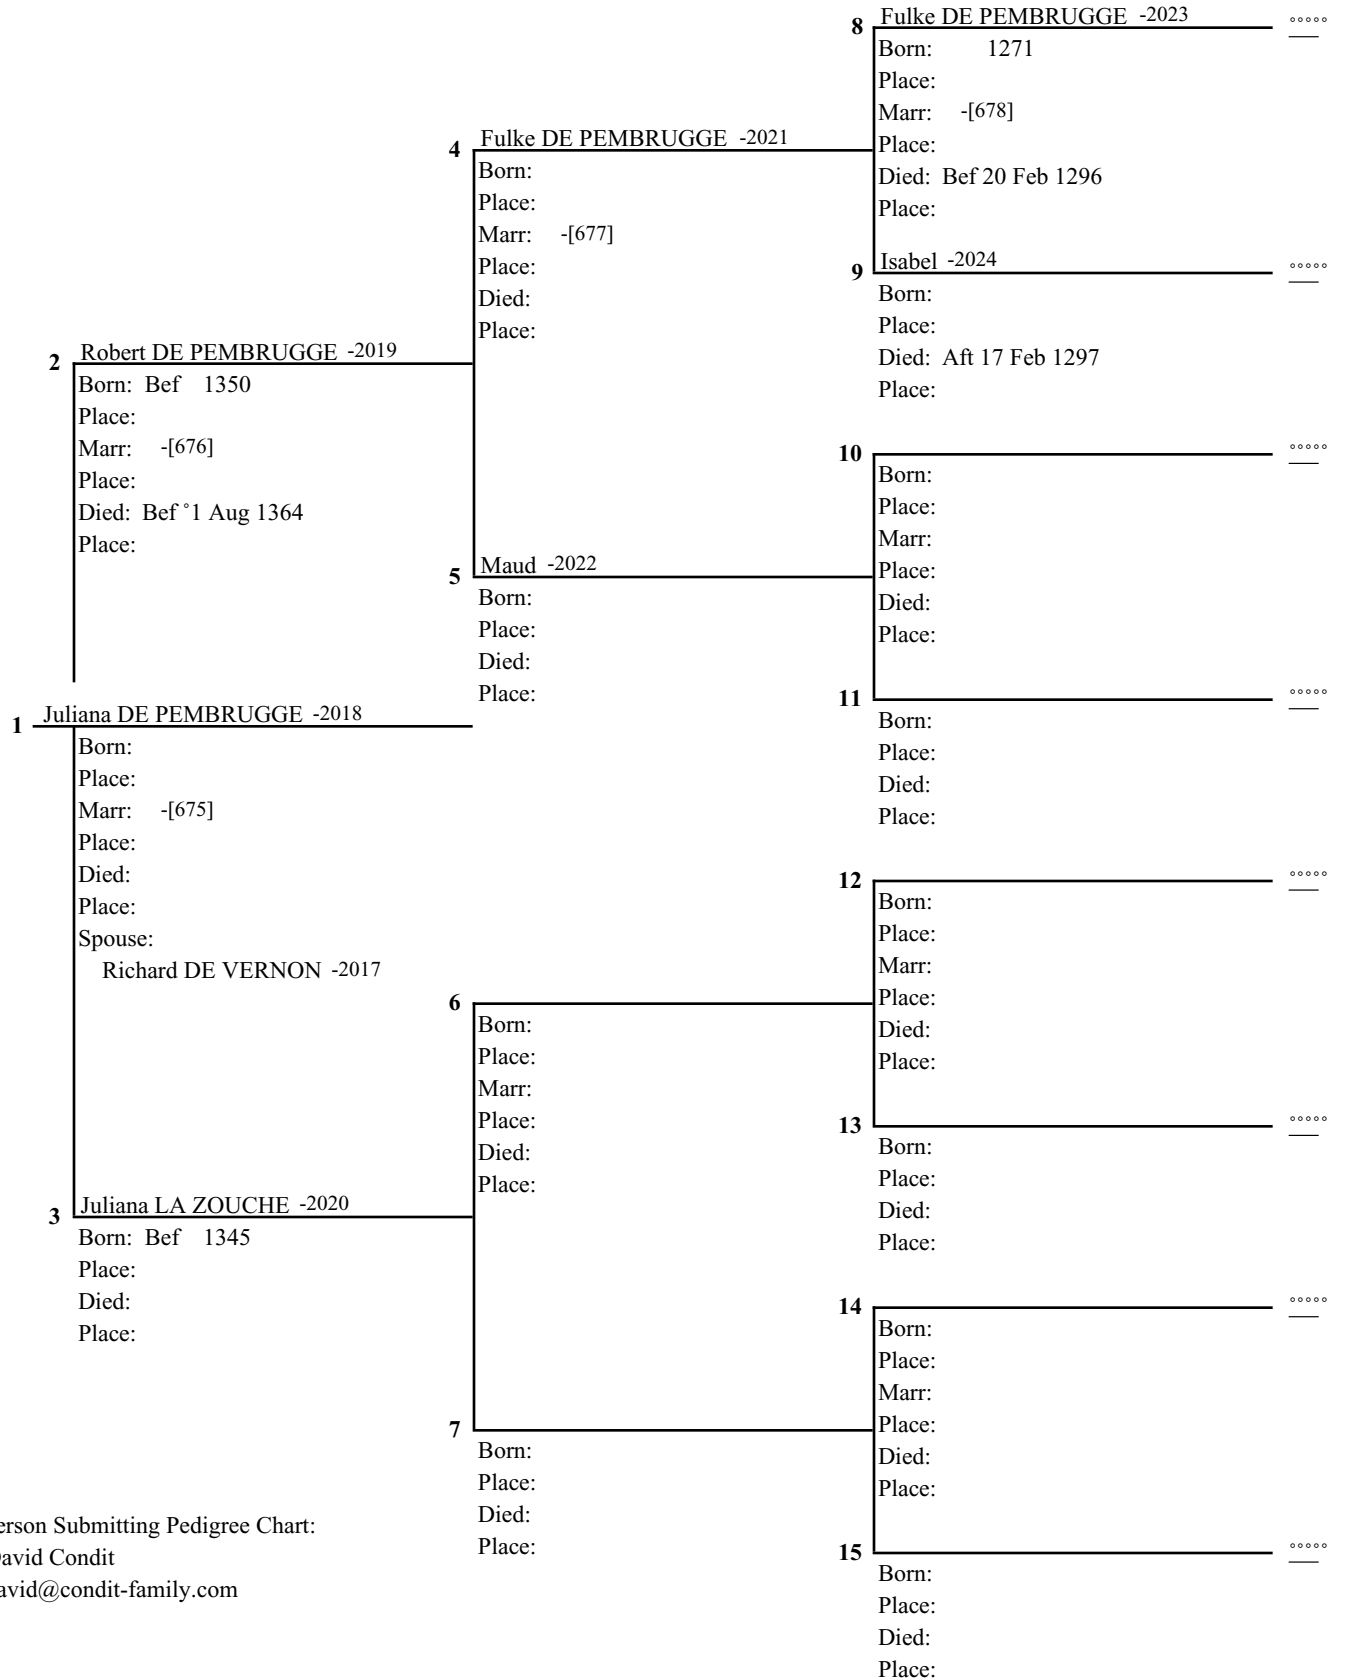 8 Fulke DE PEMBRUGGE -2023 °°°°°
Born: 1271
Place:
Marr: -[678]
Place:
Died: Bef 20 Feb 1296
Place:
4 Fulke DE PEMBRUGGE -2021
Born:
Place:
Marr: -[677]
Place:
Died:
Place:
9 Isabel -2024 °°°°°
Born:
Place:
Died: Aft 17 Feb 1297
Place:
2 Robert DE PEMBRUGGE -2019
Born: Bef 1350
Place:
Marr: -[676]
Place:
Died: Bef °1 Aug 1364
Place:
10 °°°°°
Born:
Place:
Marr:
Place:
Died:
Place:
5 Maud -2022
Born:
Place:
Died:
Place:
11 °°°°°
Born:
Place:
Died:
Place:
1 Juliana DE PEMBRUGGE -2018
Born:
Place:
Marr: -[675]
Place:
Died:
Place:
Spouse:
Richard DE VERNON -2017
12 °°°°°
Born:
Place:
Marr:
Place:
Died:
Place:
6
Born:
Place:
Marr:
Place:
Died:
Place:
13 °°°°°
Born:
Place:
Died:
Place:
3 Juliana LA ZOUCHE -2020
Born: Bef 1345
Place:
Died:
Place:
14 °°°°°
Born:
Place:
Marr:
Place:
Died:
Place:
7
Born:
Place:
Died:
Place:
15 °°°°°
Born:
Place:
Died:
Place:
erson Submitting Pedigree Chart:
avid Condit
avid@condit-family.com